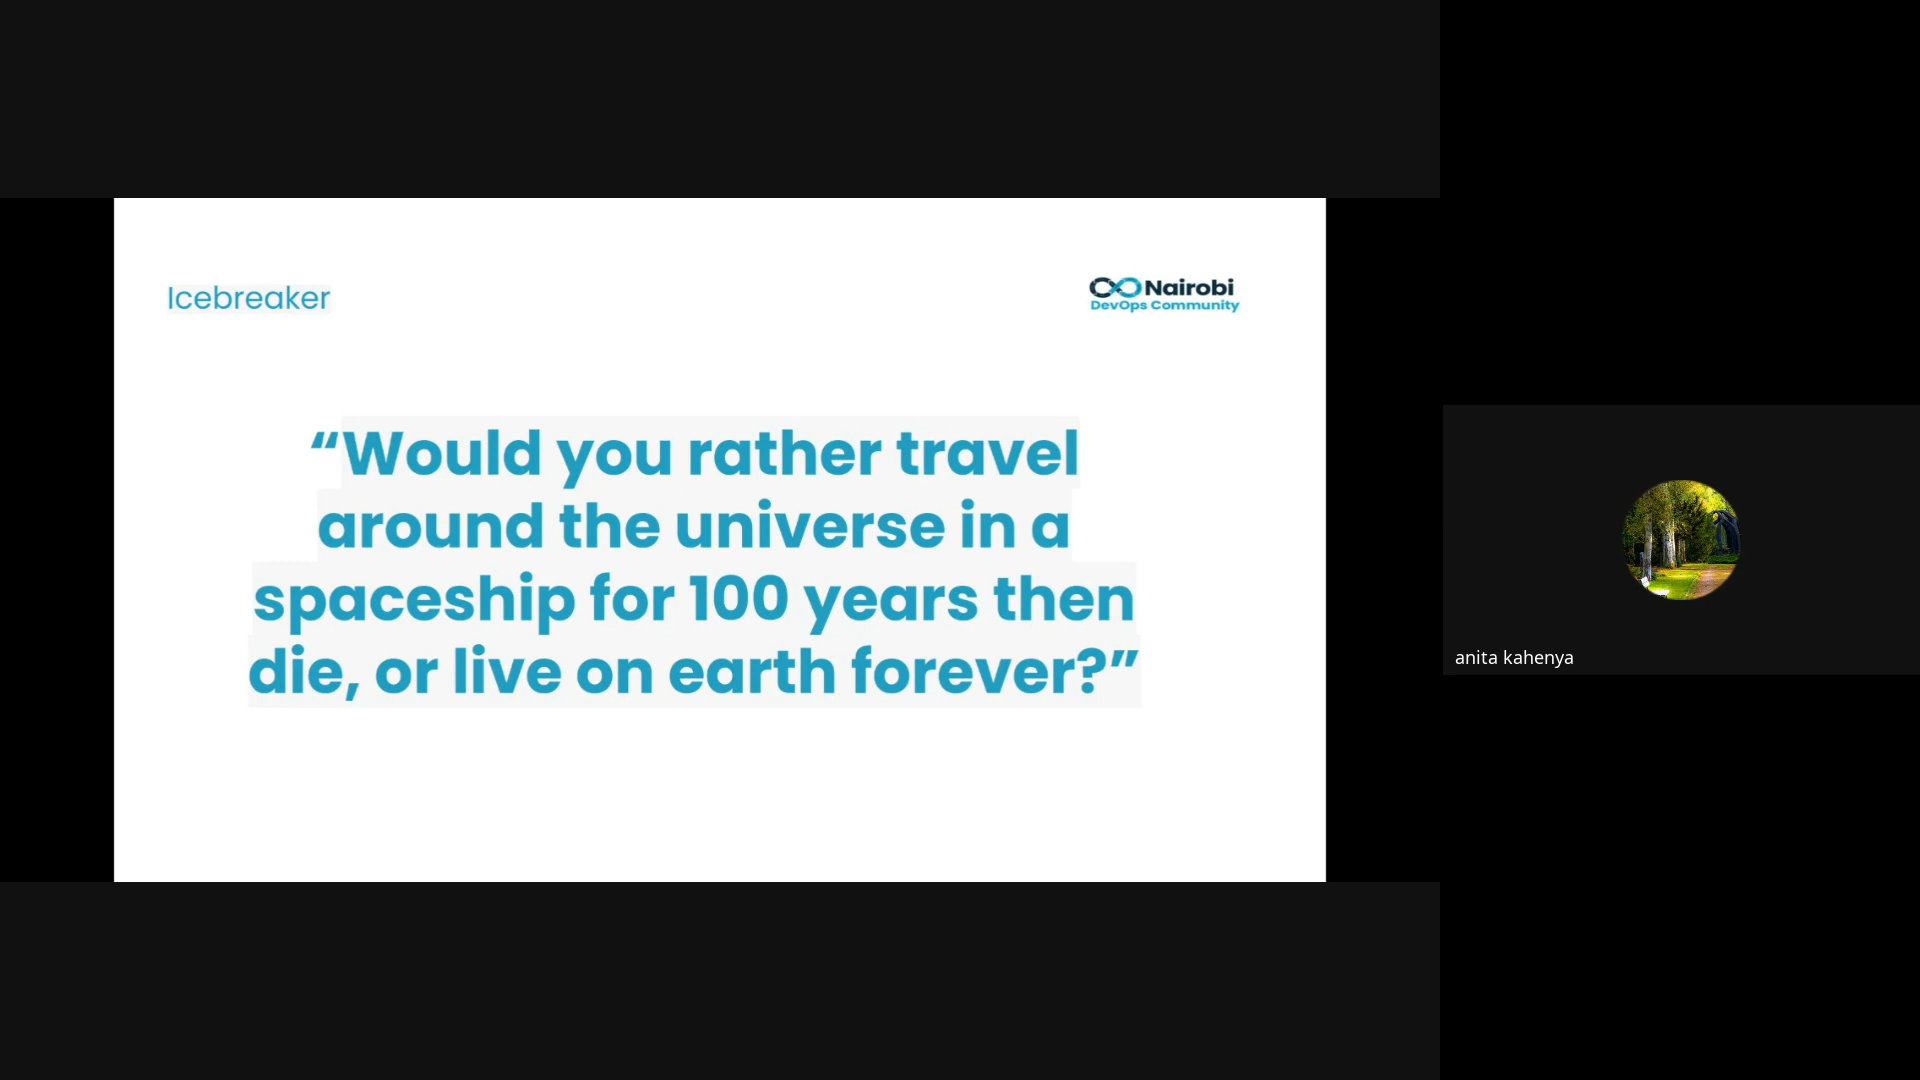 Icebreaker
Nairobi
DevOps Community
“Would you rather travel
around the universe in a
spaceship for 100 years then
die, or live on earth forever?”
anita kahenya